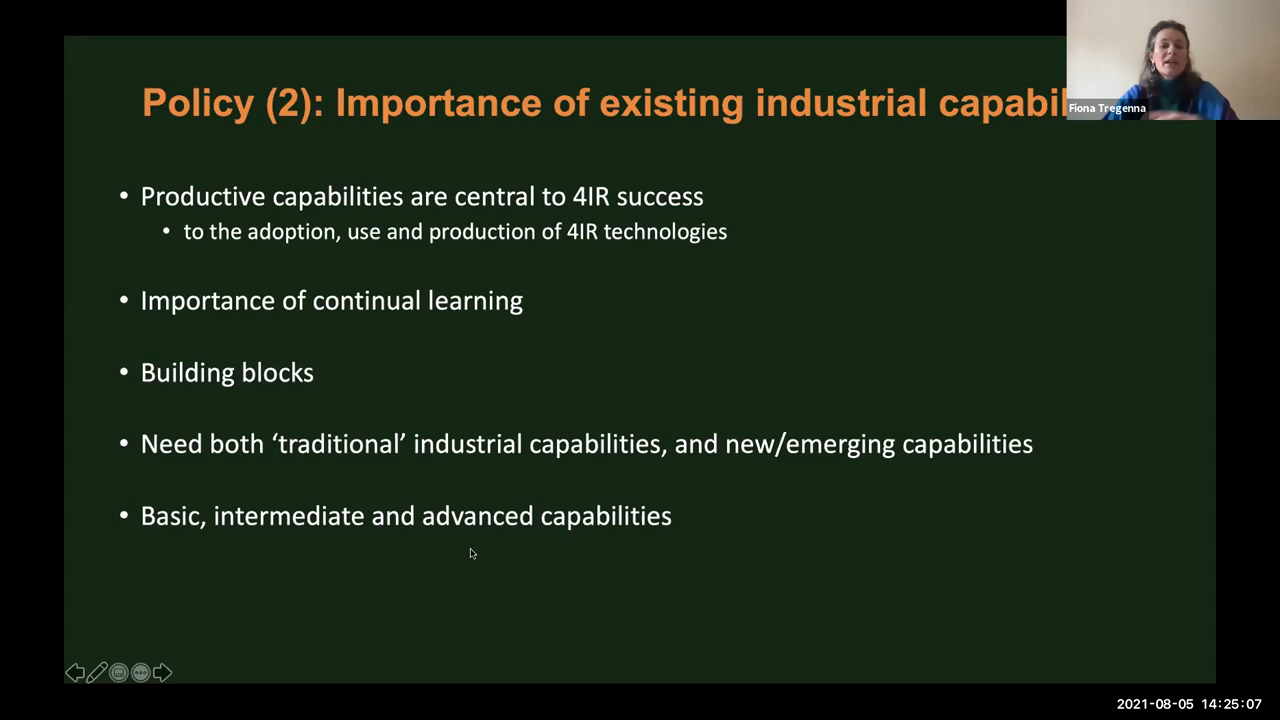 Policy (2): Importance of existing industrial capabil
Fiona Tregenna
• Productive capabilities are central to 4IR success
• to the adoption, use and production of 4IR technologies
• Importance of continual learning
• Building blocks
• Need both ‘traditional’ industrial capabilities, and new/emerging capabilities
• Basic, intermediate and advanced capabilities
2021-08-05 14:25:07